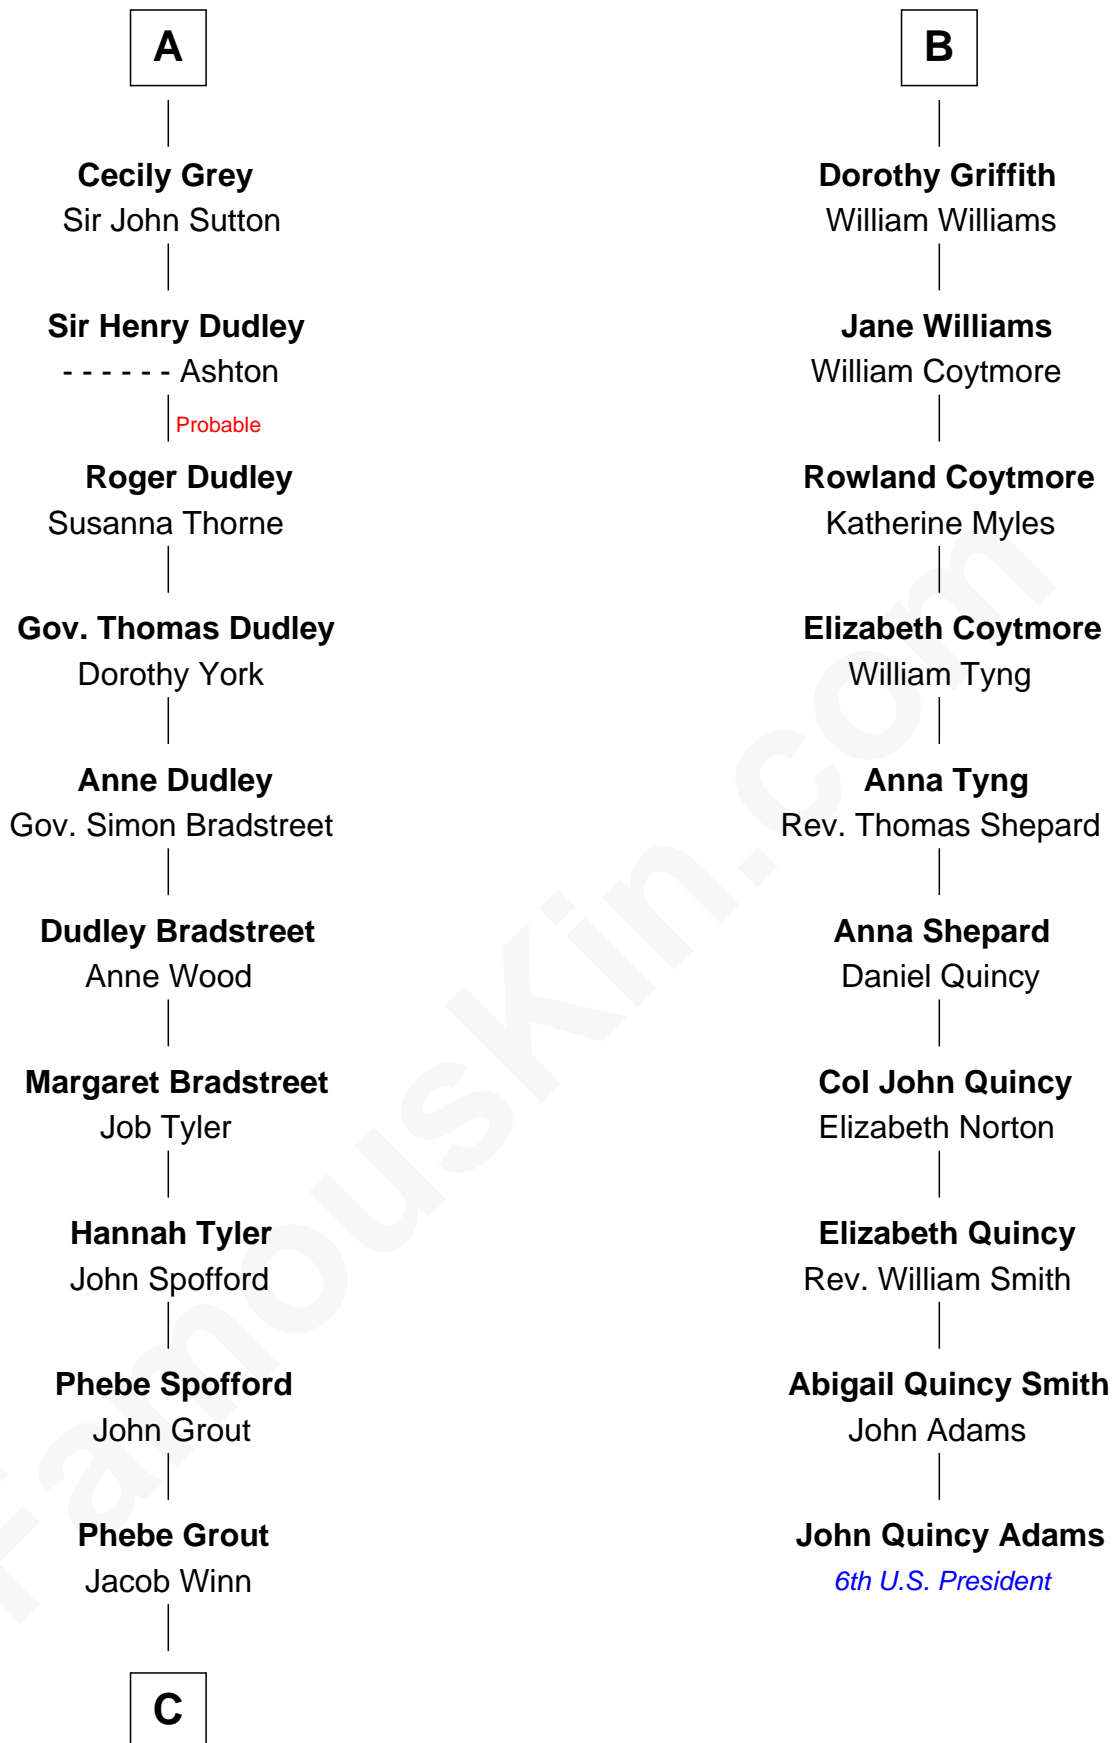 A
Cecily Grey
Sir John Sutton
Sir Henry Dudley
- - - - - - Ashton
Probable
Roger Dudley
Susanna Thorne
Gov. Thomas Dudley
Dorothy York
Anne Dudley
Gov. Simon Bradstreet
Dudley Bradstreet
Anne Wood
Margaret Bradstreet
Job Tyler
Hannah Tyler
John Spofford
Phebe Spofford
John Grout
Phebe Grout
Jacob Winn
C
B
Dorothy Griffith
William Williams
Jane Williams
William Coytmore
Rowland Coytmore
Katherine Myles
Elizabeth Coytmore
William Tyng
Anna Tyng
Rev. Thomas Shepard
Anna Shepard
Daniel Quincy
Col John Quincy
Elizabeth Norton
Elizabeth Quincy
Rev. William Smith
Abigail Quincy Smith
John Adams
John Quincy Adams
6th U.S. President
FamousKin.com